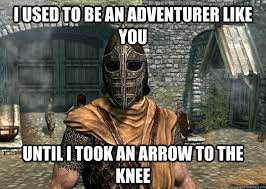 I USED TO BE AN ADVENTURER LIKE
YOU
UNTIL I TOOK AN ARROW TO THE
KNEE